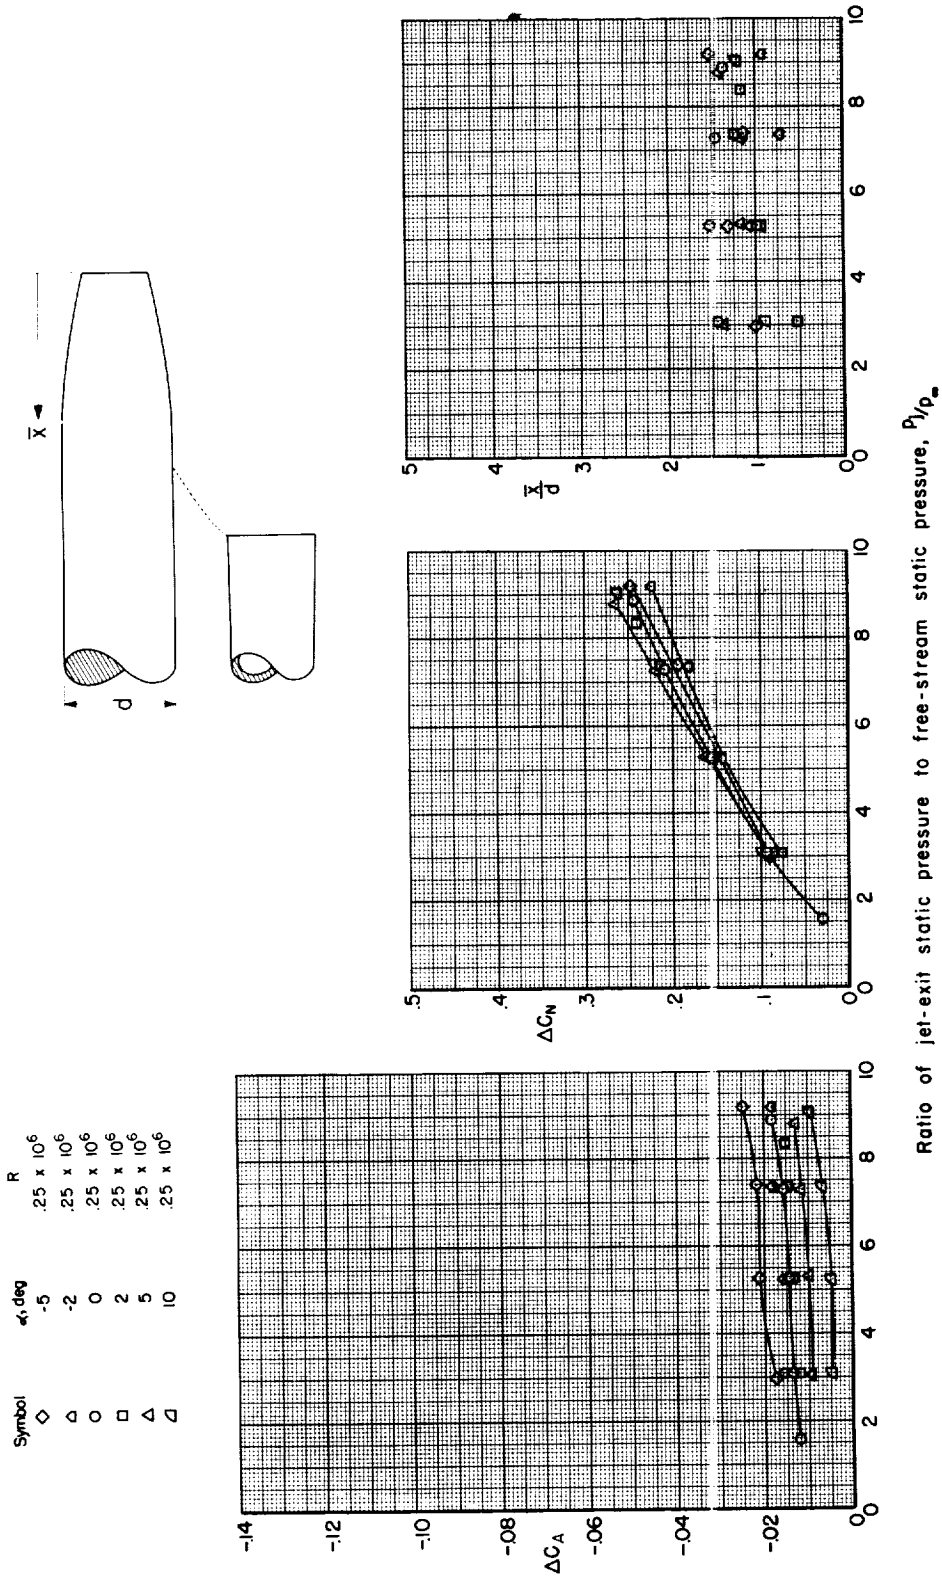 Symbol α, deg R
◇ -5 .25 x 10⁶
-2 .25 x 10⁶
○ 0 .25 x 10⁶
□ 2 .25 x 10⁶
△ 5 .25 x 10⁶
10 .25 x 10⁶
d
x̄
-.14
-.12
-.10
-.08
-.06
-.04
-.02
0
ΔC_A
0 2 4 6 8 10
.5
.3
.2
.1
0
ΔC_N
0 2 4 6 8 10
5
4
3
2
.1
0
x̄/d
0 2 4 6 8 10
Ratio of jet-exit static pressure to free-stream static pressure, Pj/p∞